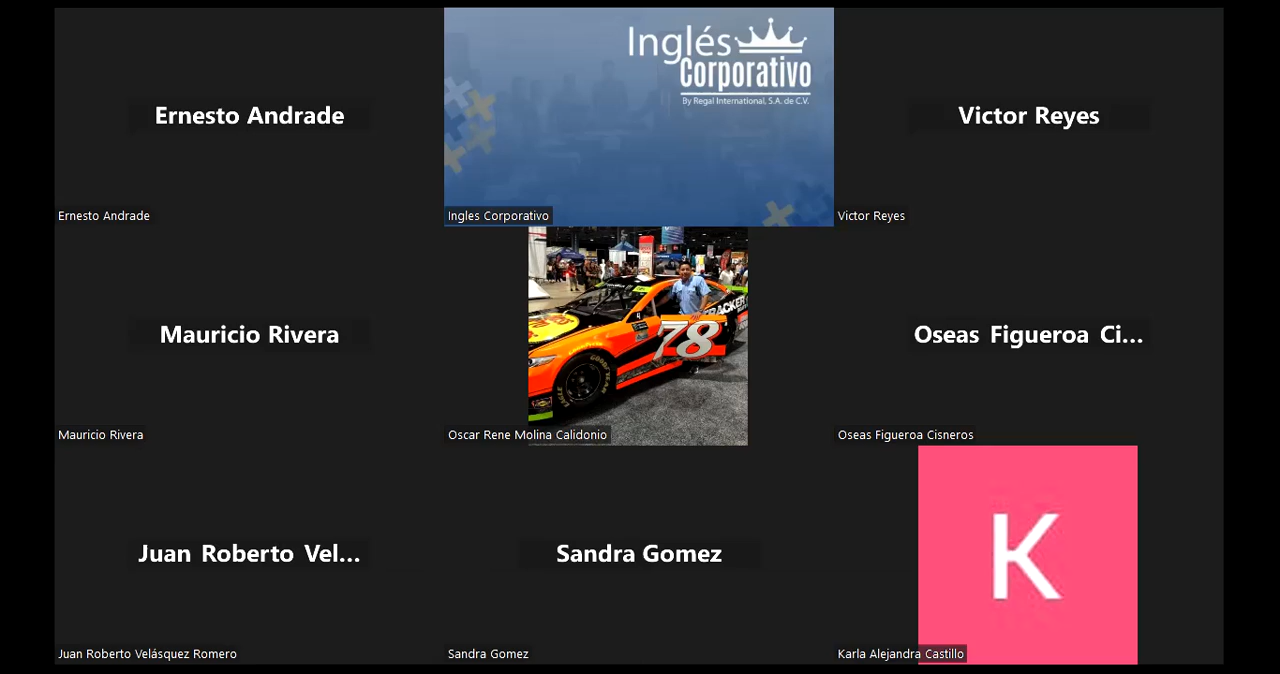 Ernesto Andrade
Ernesto Andrade
Inglés
Corporativo
By Regal International, S.A. de C.V.
Ingles Corporativo
Victor Reyes
Victor Reyes
Mauricio Rivera
Mauricio Rivera
78
GOODYEAR
EAGLE
Oscar Rene Molina Calidonio
Oseas Figueroa Ci...
Oseas Figueroa Cisneros
Juan Roberto Vel...
Juan Roberto Velásquez Romero
Sandra Gomez
Sandra Gomez
K
Karla Alejandra Castillo